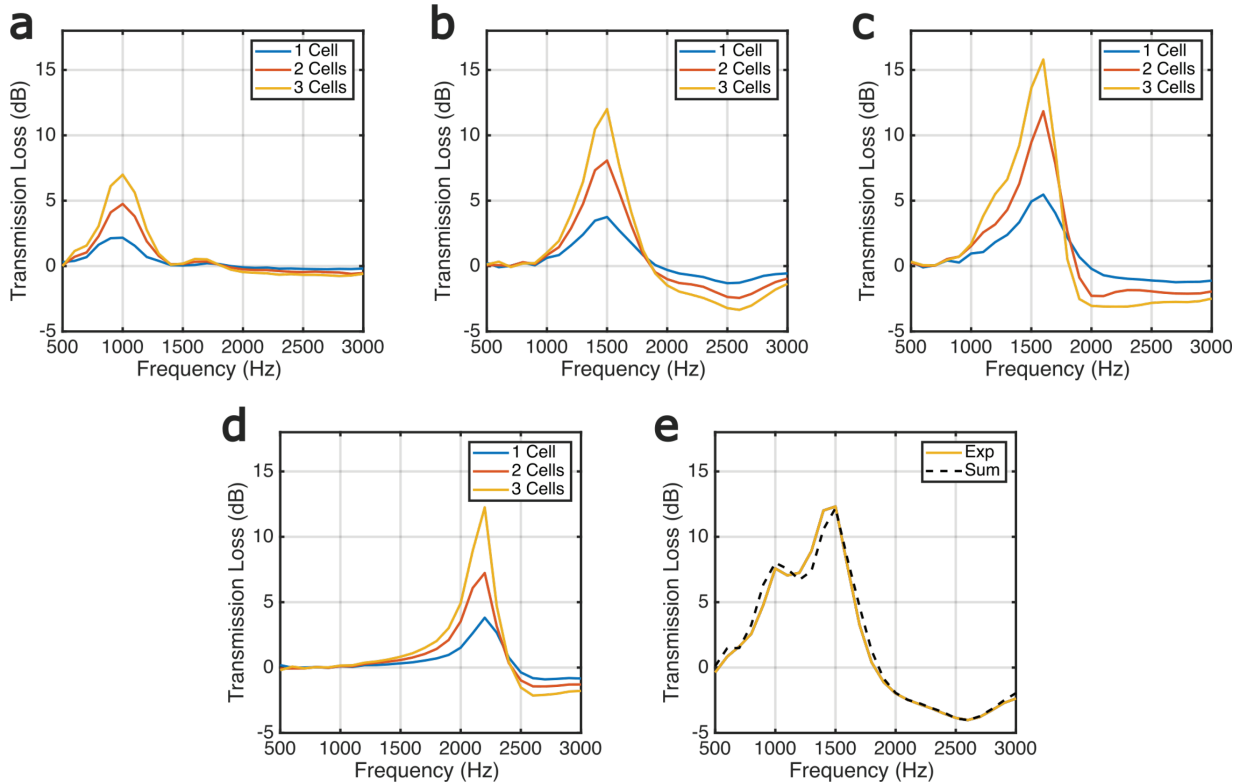 a
1 Cell
2 Cells
3 Cells
Transmission Loss (dB)
15
10
5
0
-5
500 1000 1500 2000 2500 3000
Frequency (Hz)
b
1 Cell
2 Cells
3 Cells
Transmission Loss (dB)
15
10
5
0
-5
500 1000 1500 2000 2500 3000
Frequency (Hz)
c
1 Cell
2 Cells
3 Cells
Transmission Loss (dB)
15
10
5
0
-5
500 1000 1500 2000 2500 3000
Frequency (Hz)
d
1 Cell
2 Cells
3 Cells
Transmission Loss (dB)
15
10
5
0
-5
500 1000 1500 2000 2500 3000
Frequency (Hz)
e
Exp
Sum
Transmission Loss (dB)
15
10
5
0
-5
500 1000 1500 2000 2500 3000
Frequency (Hz)